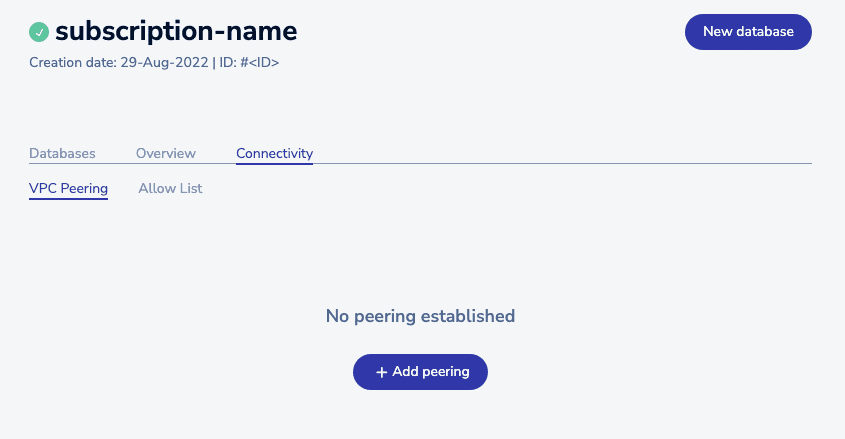 subscription-name
New database
Creation date: 29-Aug-2022 | ID: #<ID>
Databases Overview Connectivity
VPC Peering Allow List
No peering established
+ Add peering